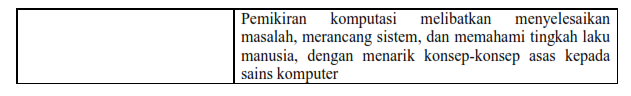 Pemikiran komputasi melibatkan menyelesaikan
masalah, merancang sistem, dan memahami tingkah laku
manusia, dengan menarik konsep-konsep asas kepada
sains komputer